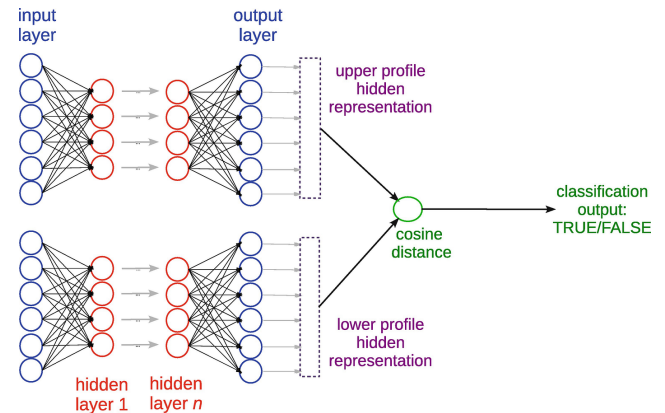 input
layer
output
layer
upper profile
hidden
representation
classification
output:
TRUE/FALSE
cosine
distance
lower profile
hidden
representation
hidden
layer 1
hidden
layer n